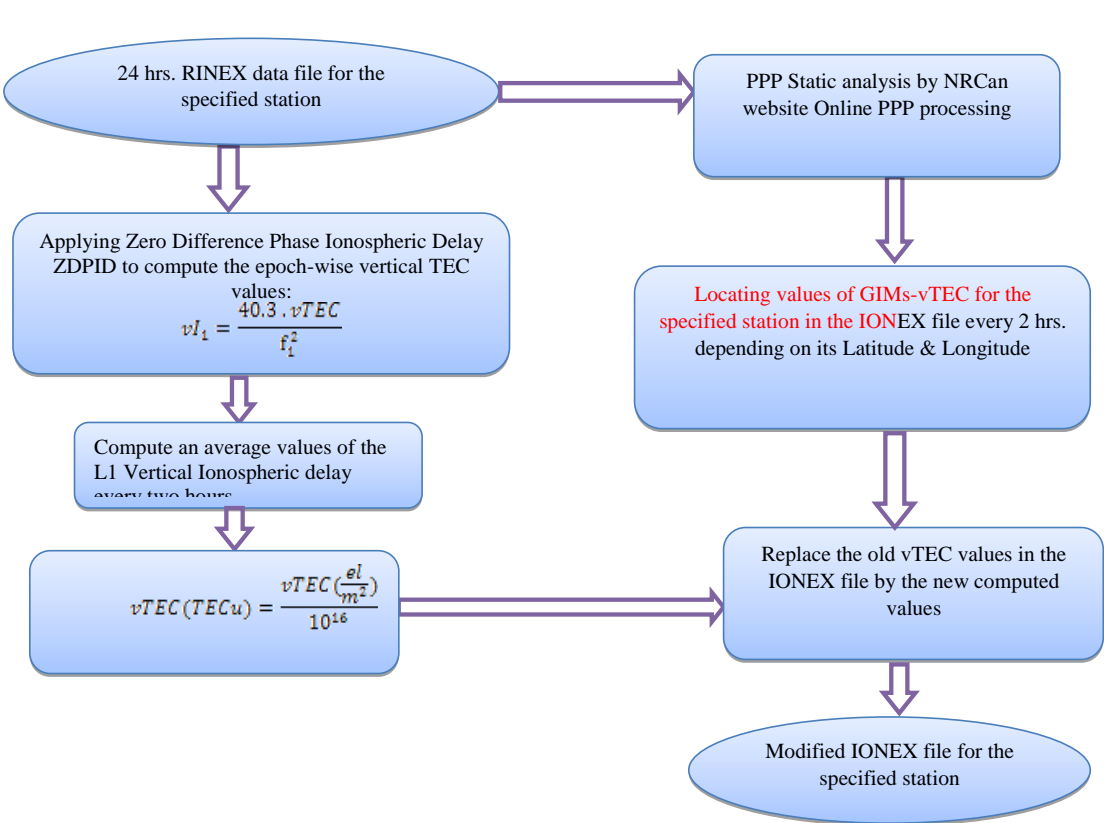 24 hrs. RINEX data file for the
specified station
PPP Static analysis by NRCan
website Online PPP processing
Applying Zero Difference Phase Ionospheric Delay
ZDPID to compute the epoch-wise vertical TEC
values:
vI₁ = 40.3 . vTEC / f₁²
Locating values of GIMs-vTEC for the
specified station in the IONEX file every 2 hrs.
depending on its Latitude & Longitude
Compute an average values of the
L1 Vertical Ionospheric delay
every two hours
vTEC(TECu) = vTEC(el/m²) / 10¹⁶
Replace the old vTEC values in the
IONEX file by the new computed
values
Modified IONEX file for the
specified station